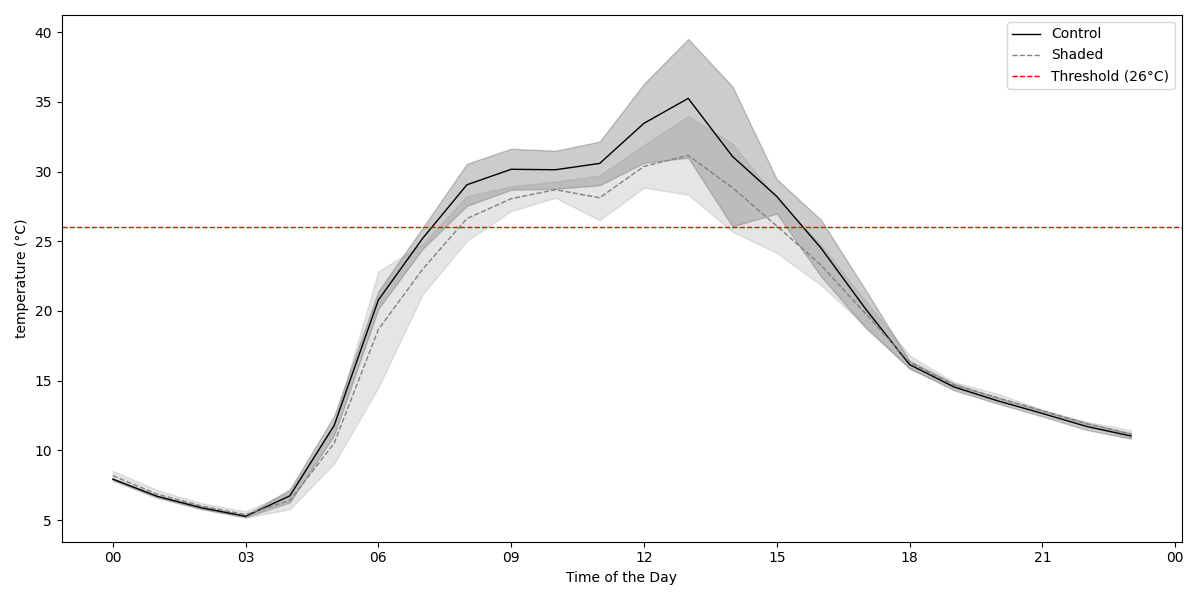 40
35
30
25
20
15
10
5
temperature (°C)
Control
Shaded
Threshold (26°C)
00 03 06 09 12 15 18 21 00
Time of the Day